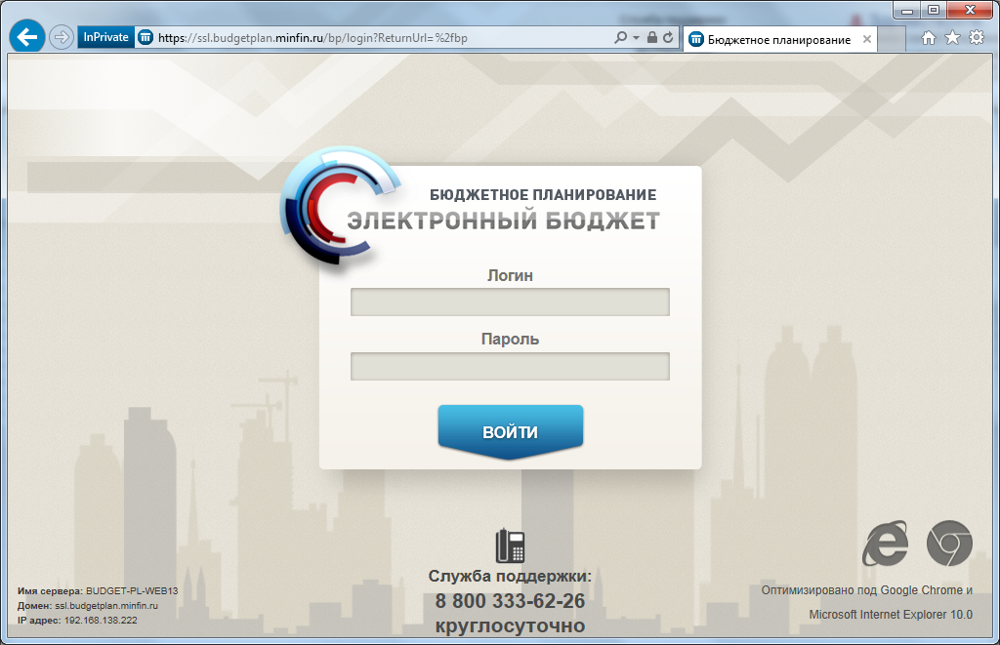 InPrivate
https://ssl.budgetplan.minfin.ru/bp/login?ReturnUrl=%2fbp
Бюджетное планирование
БЮДЖЕТНОЕ ПЛАНИРОВАНИЕ
ЭЛЕКТРОННЫЙ БЮДЖЕТ
Логин
Пароль
ВОЙТИ
Служба поддержки:
8 800 333-62-26
круглосуточно
Имя сервера: BUDGET-PL-WEB13
Домен: ssl.budgetplan.minfin.ru
IP адрес: 192.168.138.222
Оптимизировано под Google Chrome и
Microsoft Internet Explorer 10.0